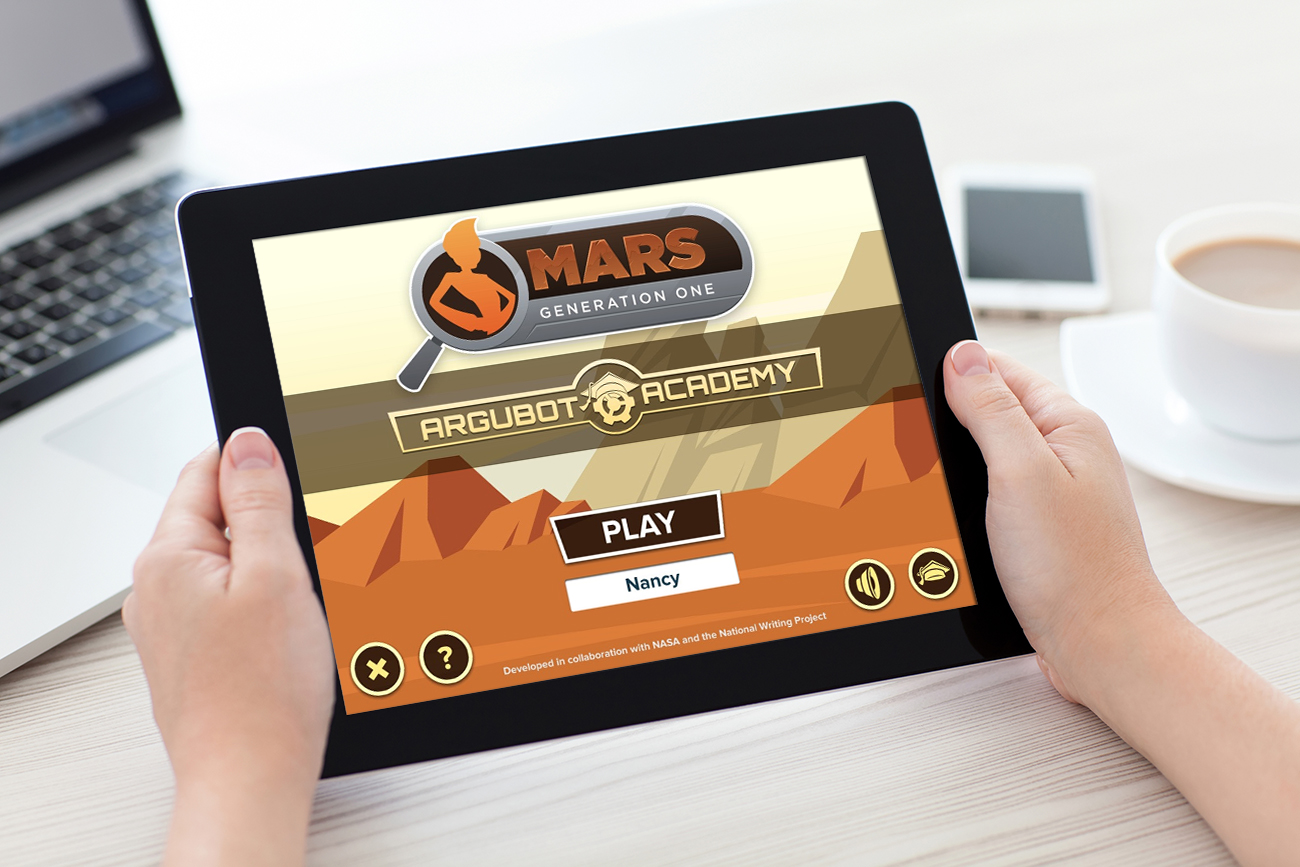 MARS
GENERATION ONE
ARGUBOT ACADEMY
PLAY
Nancy
?
Developed in collaboration with NASA and the National Writing Project